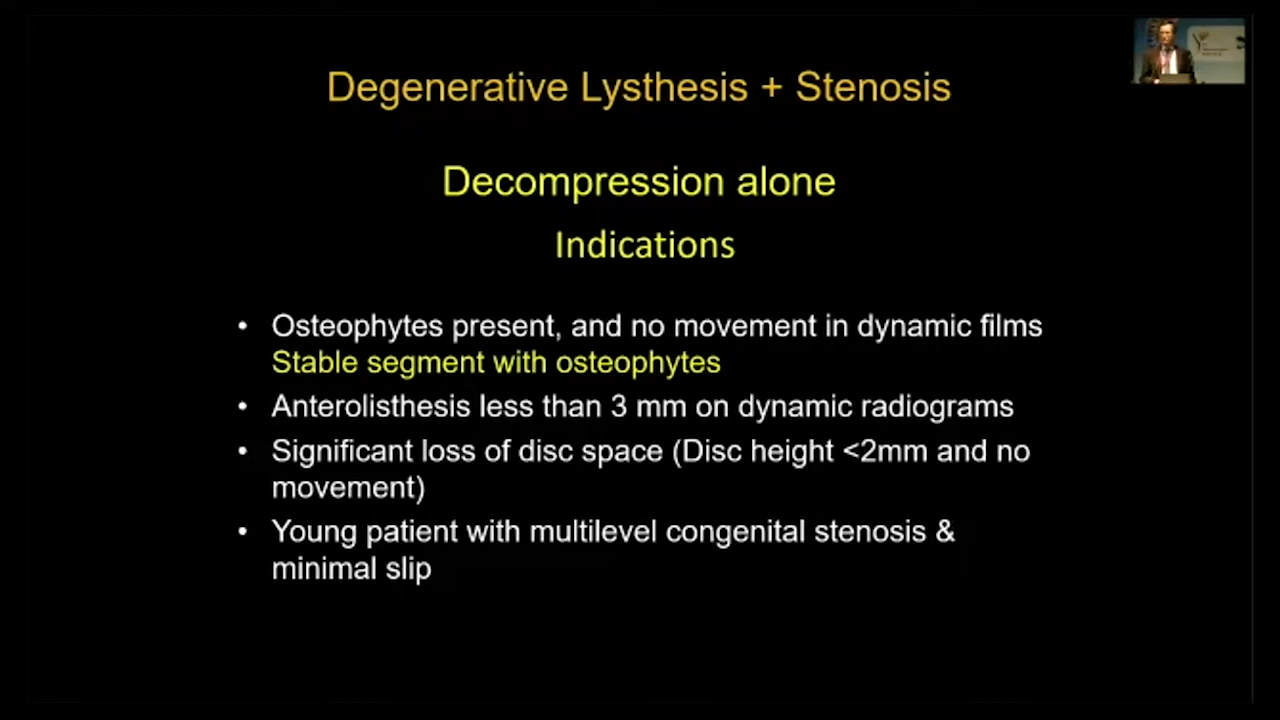 Degenerative Lysthesis + Stenosis
Decompression alone
Indications
• Osteophytes present, and no movement in dynamic films
Stable segment with osteophytes
• Anterolisthesis less than 3 mm on dynamic radiograms
• Significant loss of disc space (Disc height <2mm and no
movement)
• Young patient with multilevel congenital stenosis &
minimal slip